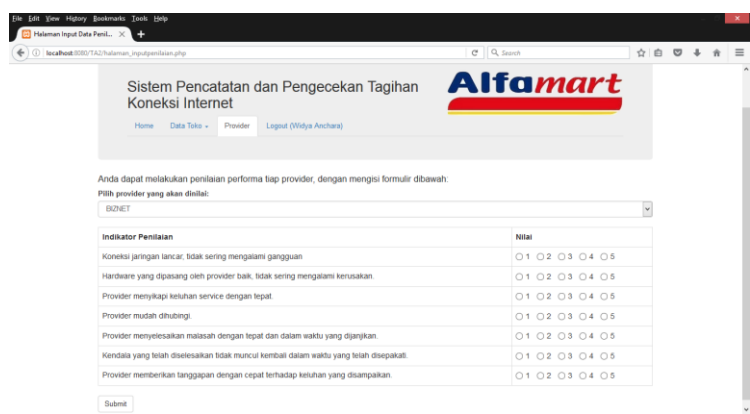 File Edit View History Bookmarks Tools Help
Halaman Input Data Penil... × +
localhost:8080/TA2/halaman_inputpenilaian.php Search
Sistem Pencatatan dan Pengecekan Tagihan
Koneksi Internet
Alfamart
Home Data Toko Provider Logout (Widya Anchara)
Anda dapat melakukan penilaian performa tiap provider, dengan mengisi formulir dibawah:
Pilih provider yang akan dinilai:
BIZNET
Indikator Penilaian Nilai
Koneksi jaringan lancar, tidak sering mengalami gangguan 1 2 3 4 5
Hardware yang dipasang oleh provider baik, tidak sering mengalami kerusakan. 1 2 3 4 5
Provider menyikapi keluhan service dengan tepat. 1 2 3 4 5
Provider mudah dihubingi. 1 2 3 4 5
Provider menyelesaikan malasah dengan tepat dan dalam waktu yang dijanjikan. 1 2 3 4 5
Kendala yang telah diselesaikan tidak muncul kembali dalam waktu yang telah disepakati. 1 2 3 4 5
Provider memberikan tanggapan dengan cepat terhadap keluhan yang disampaikan. 1 2 3 4 5
Submit